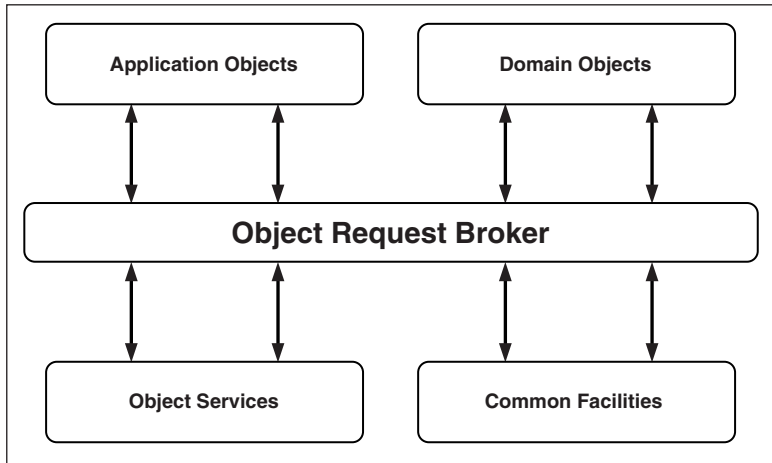 Application Objects
Domain Objects
Object Request Broker
Object Services
Common Facilities